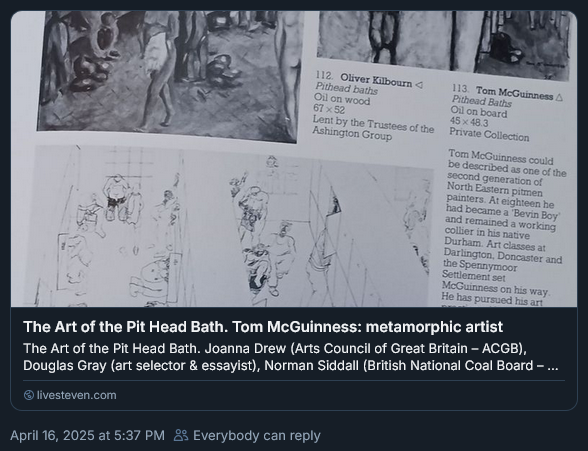 112. Oliver Kilbourn ◁
Pithead baths
Oil on wood
67 × 52
Lent by the Trustees of the
Ashington Group
113. Tom McGuinness △
Pithead Baths
Oil on board
45 × 48.3
Private Collection
Tom McGuinness could
be described as one of the
second generation of
North Eastern pitmen
painters. At eighteen he
had became a 'Bevin Boy'
and remained a working
collier in his native
Durham. Art classes at
Darlington, Doncaster and
the Spennymoor
Settlement set
McGuinness on his way.
He has pursued his art
The Art of the Pit Head Bath. Tom McGuinness: metamorphic artist
The Art of the Pit Head Bath. Joanna Drew (Arts Council of Great Britain – ACGB),
Douglas Gray (art selector & essayist), Norman Siddall (British National Coal Board – ...
livesteven.com
April 16, 2025 at 5:37 PM Everybody can reply